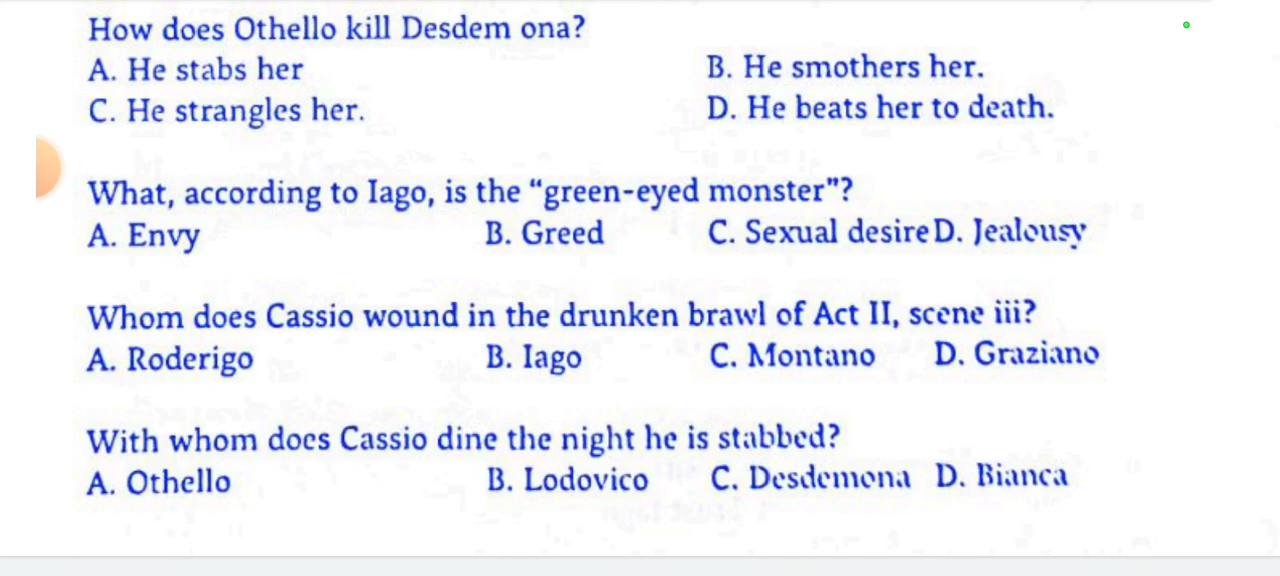 How does Othello kill Desdem ona?
A. He stabs her B. He smothers her.
C. He strangles her. D. He beats her to death.
What, according to Iago, is the “green-eyed monster”?
A. Envy B. Greed C. Sexual desire D. Jealousy
Whom does Cassio wound in the drunken brawl of Act II, scene iii?
A. Roderigo B. Iago C. Montano D. Graziano
With whom does Cassio dine the night he is stabbed?
A. Othello B. Lodovico C. Desdemona D. Bianca